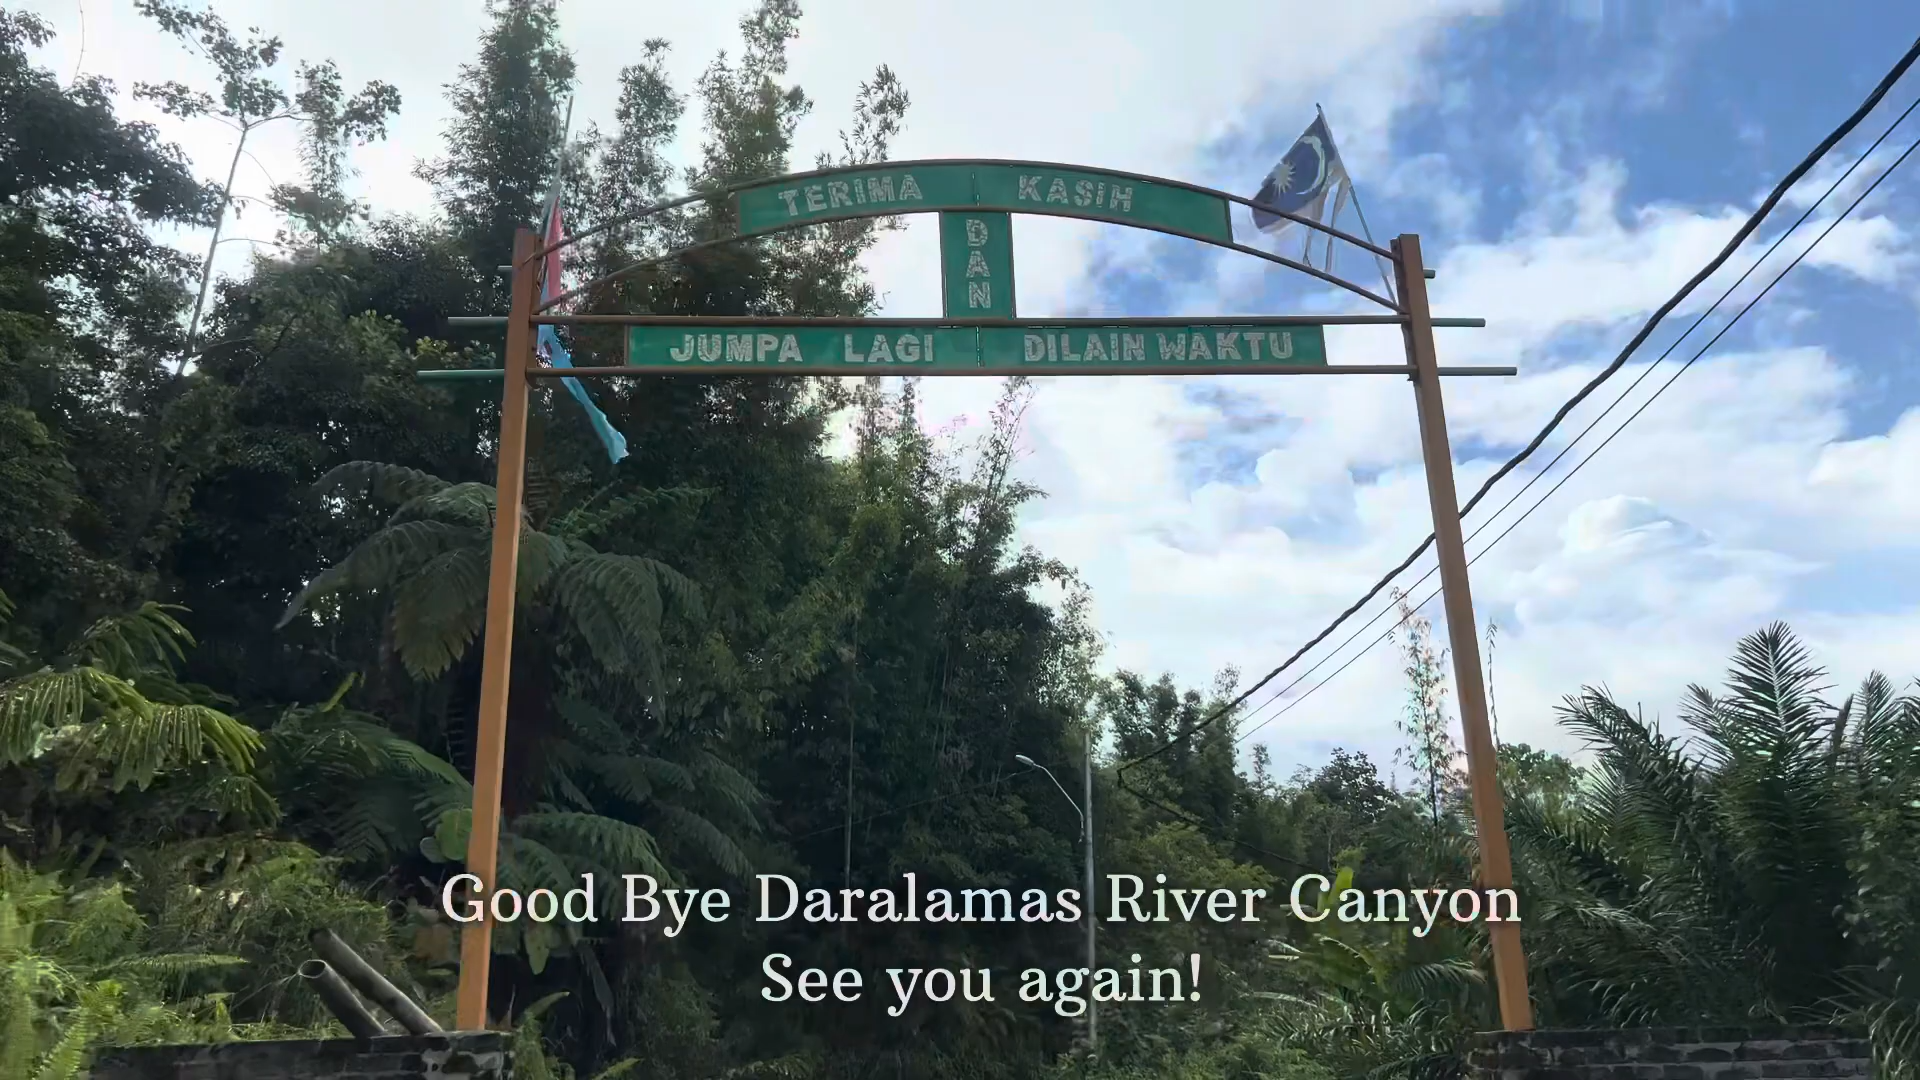 TERIMA KASIH
DAN
JUMPA LAGI DILAIN WAKTU
Good Bye Daralamas River Canyon
See you again!